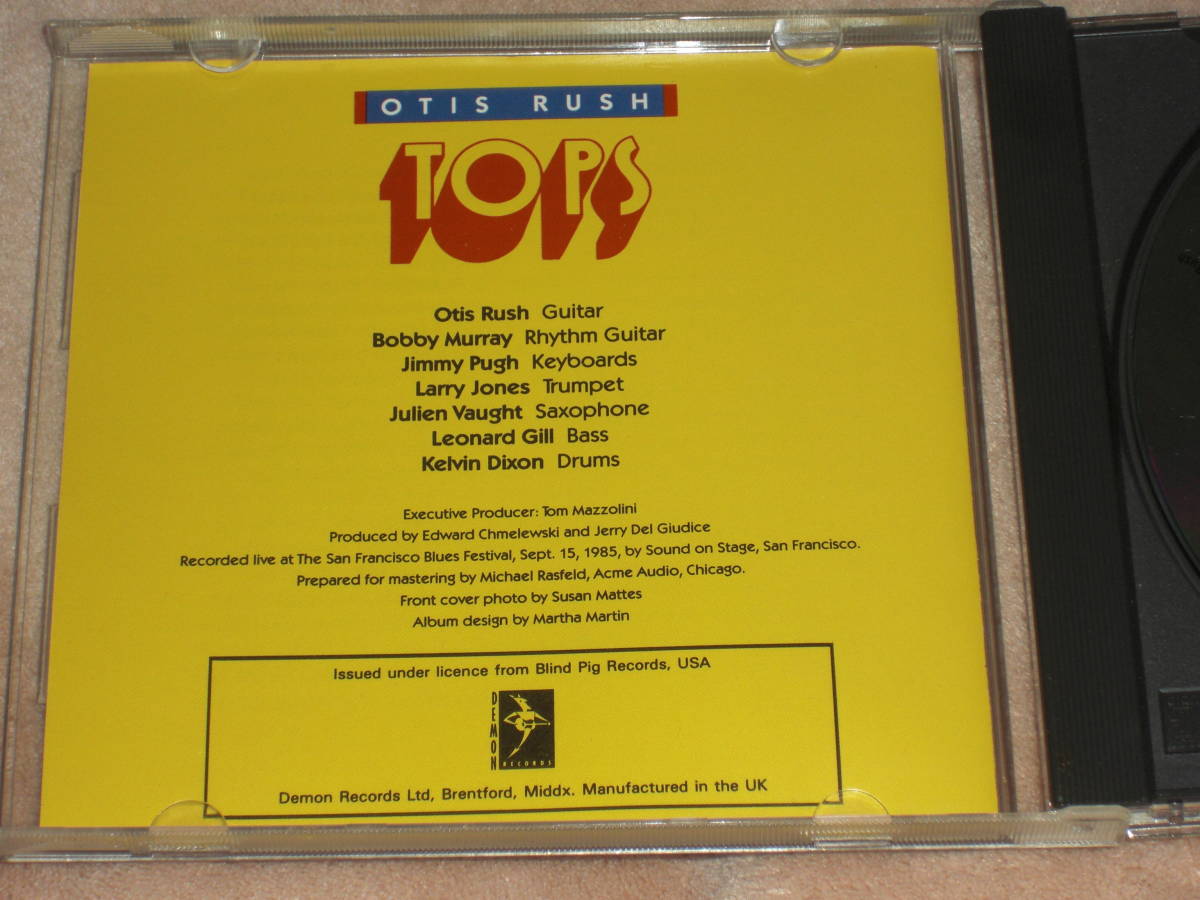 OTIS RUSH
TOPS
Otis Rush Guitar
Bobby Murray Rhythm Guitar
Jimmy Pugh Keyboards
Larry Jones Trumpet
Julien Vaught Saxophone
Leonard Gill Bass
Kelvin Dixon Drums
Executive Producer: Tom Mazzolini
Produced by Edward Chmelewski and Jerry Del Giudice
Recorded live at The San Francisco Blues Festival, Sept. 15, 1985, by Sound on Stage, San Francisco.
Prepared for mastering by Michael Rasfeld, Acme Audio, Chicago.
Front cover photo by Susan Mattes
Album design by Martha Martin
Issued under licence from Blind Pig Records, USA
DEMON
RECORDS
Demon Records Ltd, Brentford, Middx. Manufactured in the UK